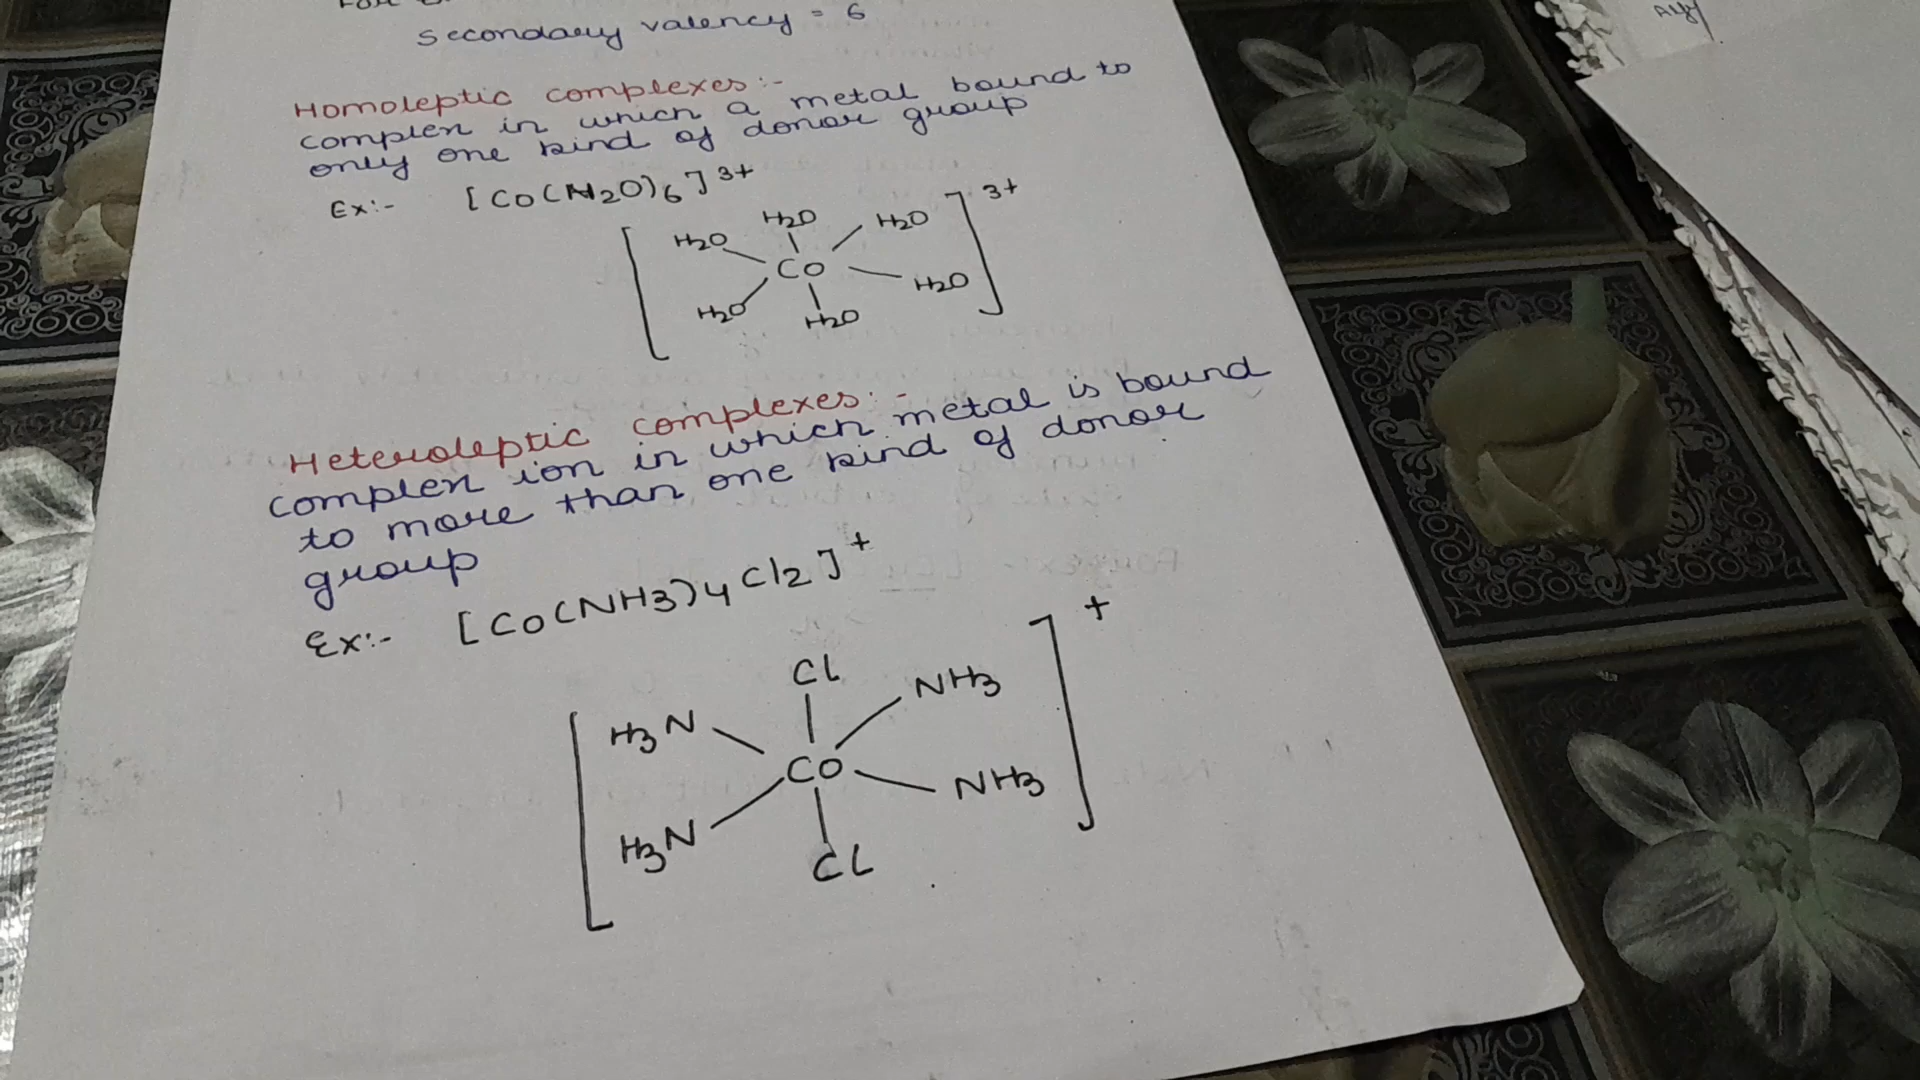 secondary valency = 6
Homoleptic complexes:-
complex in which a metal bound to
only one kind of donor group
Ex:- [Co(H2O)6]3+
[ H2O H2O H2O ]3+
Co
H2O H2O H2O
Heteroleptic complexes:-
complex ion in which metal is bound
to more than one kind of donor
group
Ex:- [Co(NH3)4Cl2]+
[ H3N Cl NH3 ]+
Co
H3N Cl NH3